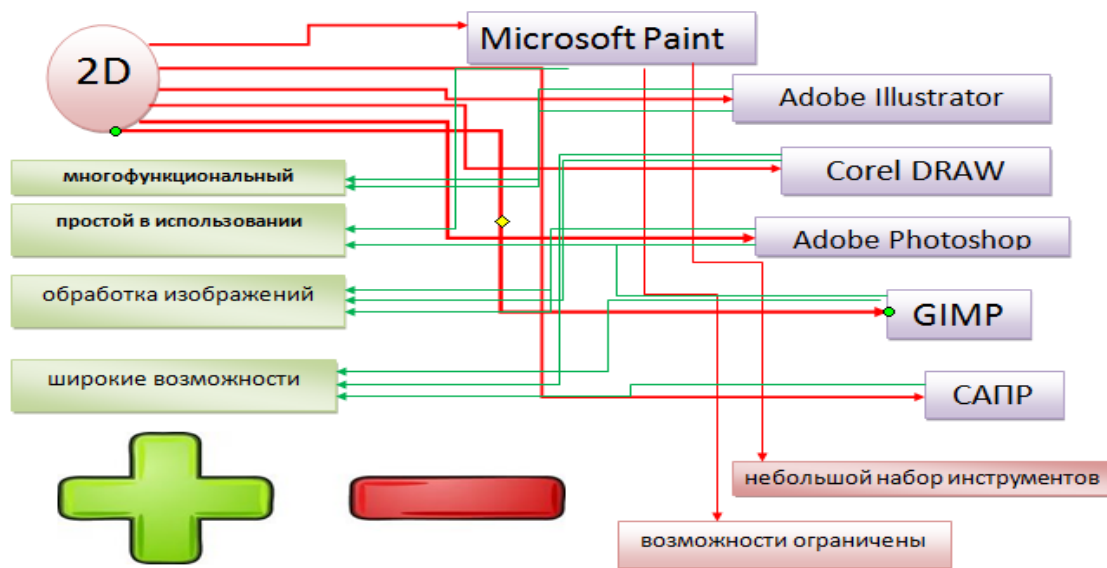 2D
Microsoft Paint
Adobe Illustrator
Corel DRAW
Adobe Photoshop
GIMP
САПР
многофункциональный
простой в использовании
обработка изображений
широкие возможности
небольшой набор инструментов
возможности ограничены